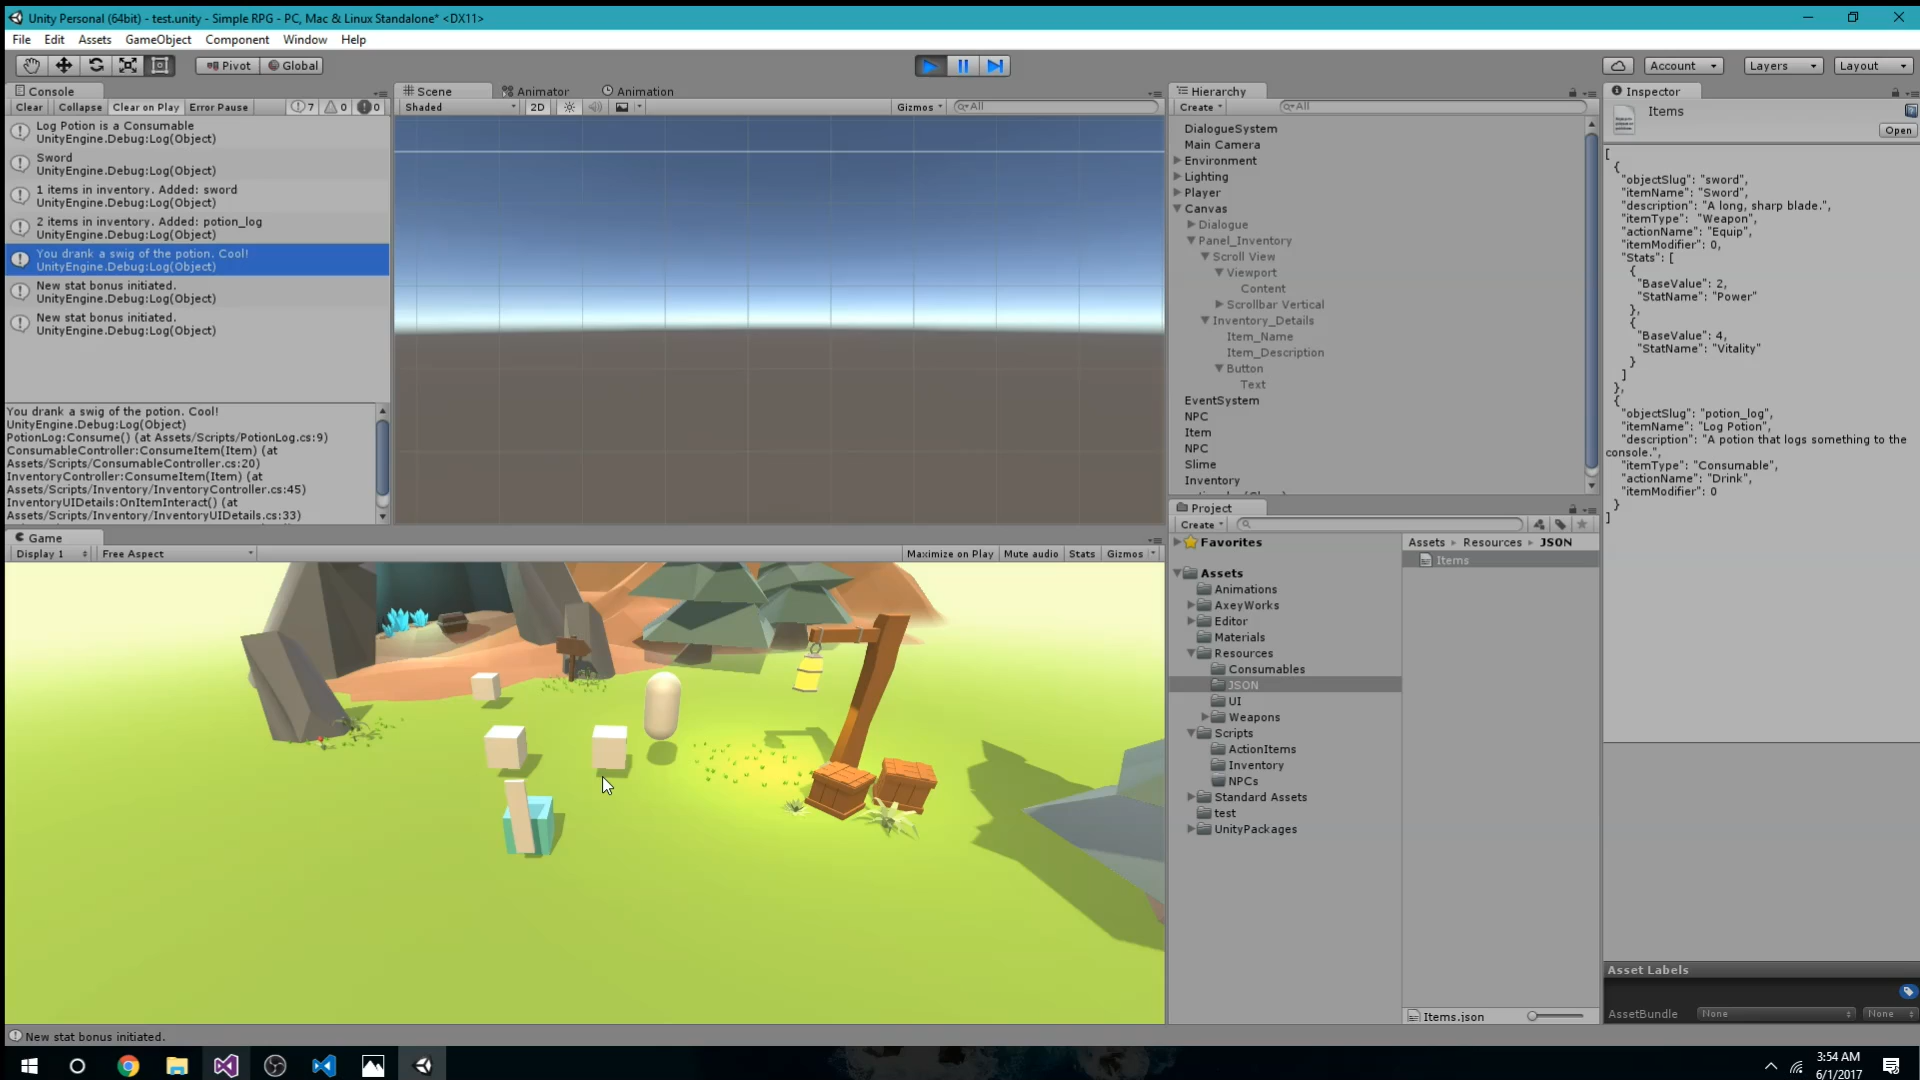 Unity Personal (64bit) - test.unity - Simple RPG - PC, Mac & Linux Standalone* <DX11>
File Edit Assets GameObject Component Window Help
Pivot Global Account Layers Layout
Console
Clear Collapse Clear on Play Error Pause 7 0 0
Log Potion is a Consumable
UnityEngine.Debug:Log(Object)
Sword
UnityEngine.Debug:Log(Object)
1 items in inventory. Added: sword
UnityEngine.Debug:Log(Object)
2 items in inventory. Added: potion_log
UnityEngine.Debug:Log(Object)
You drank a swig of the potion. Cool!
UnityEngine.Debug:Log(Object)
New stat bonus initiated.
UnityEngine.Debug:Log(Object)
New stat bonus initiated.
UnityEngine.Debug:Log(Object)
You drank a swig of the potion. Cool!
UnityEngine.Debug:Log(Object)
PotionLog:Consume() (at Assets/Scripts/PotionLog.cs:9)
ConsumableController:ConsumeItem(Item) (at
Assets/Scripts/ConsumableController.cs:20)
InventoryController:ConsumeItem(Item) (at
Assets/Scripts/Inventory/InventoryController.cs:45)
InventoryUIDetails:OnItemInteract() (at
Assets/Scripts/Inventory/InventoryUIDetails.cs:33)
Scene Animator Animation
Shaded 2D Gizmos All
Game
Display 1 Free Aspect Maximize on Play Mute audio Stats Gizmos
Hierarchy
Create All
DialogueSystem
Main Camera
Environment
Lighting
Player
Canvas
Dialogue
Panel_Inventory
Scroll View
Viewport
Content
Scrollbar Vertical
Inventory_Details
Item_Name
Item_Description
Button
Text
EventSystem
NPC
Item
NPC
Slime
Inventory
Project
Create
Favorites
Assets
Animations
AxeyWorks
Editor
Materials
Resources
Consumables
JSON
UI
Weapons
Scripts
ActionItems
Inventory
NPCs
Standard Assets
test
UnityPackages
Assets Resources JSON
Items
Items.json
Inspector
Items
Open
[
{
"objectSlug": "sword",
"itemName": "Sword",
"description": "A long, sharp blade.",
"itemType": "Weapon",
"actionName": "Equip",
"itemModifier": 0,
"Stats": [
{
"BaseValue": 2,
"StatName": "Power"
},
{
"BaseValue": 4,
"StatName": "Vitality"
}
]
},
{
"objectSlug": "potion_log",
"itemName": "Log Potion",
"description": "A potion that logs something to the
console.",
"itemType": "Consumable",
"actionName": "Drink",
"itemModifier": 0
}
]
Asset Labels
AssetBundle None None
New stat bonus initiated.
3:54 AM
6/1/2017